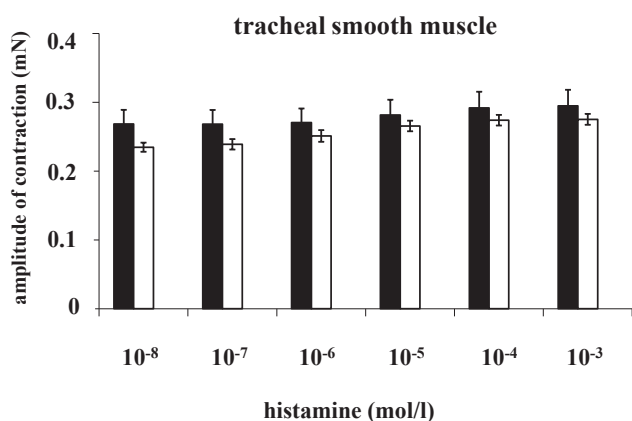 tracheal smooth muscle
amplitude of contraction (mN)
0.4
0.3
0.2
0.1
0
10⁻⁸ 10⁻⁷ 10⁻⁶ 10⁻⁵ 10⁻⁴ 10⁻³
histamine (mol/l)